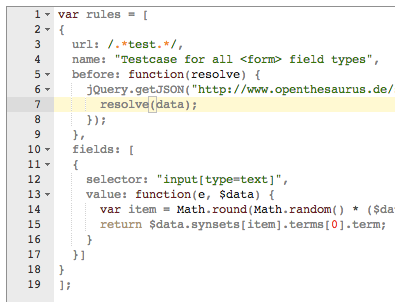 1 var rules = [
2 {
3 url: /.*test.*/,
4 name: "Testcase for all <form> field types",
5 before: function(resolve) {
6 jQuery.getJSON("http://www.openthesaurus.de/
7 resolve(data);
8 });
9 },
10 fields: [
11 {
12 selector: "input[type=text]",
13 value: function(e, $data) {
14 var item = Math.round(Math.random() * ($da
15 return $data.synsets[item].terms[0].term;
16 }
17 }]
18 }
19 ];